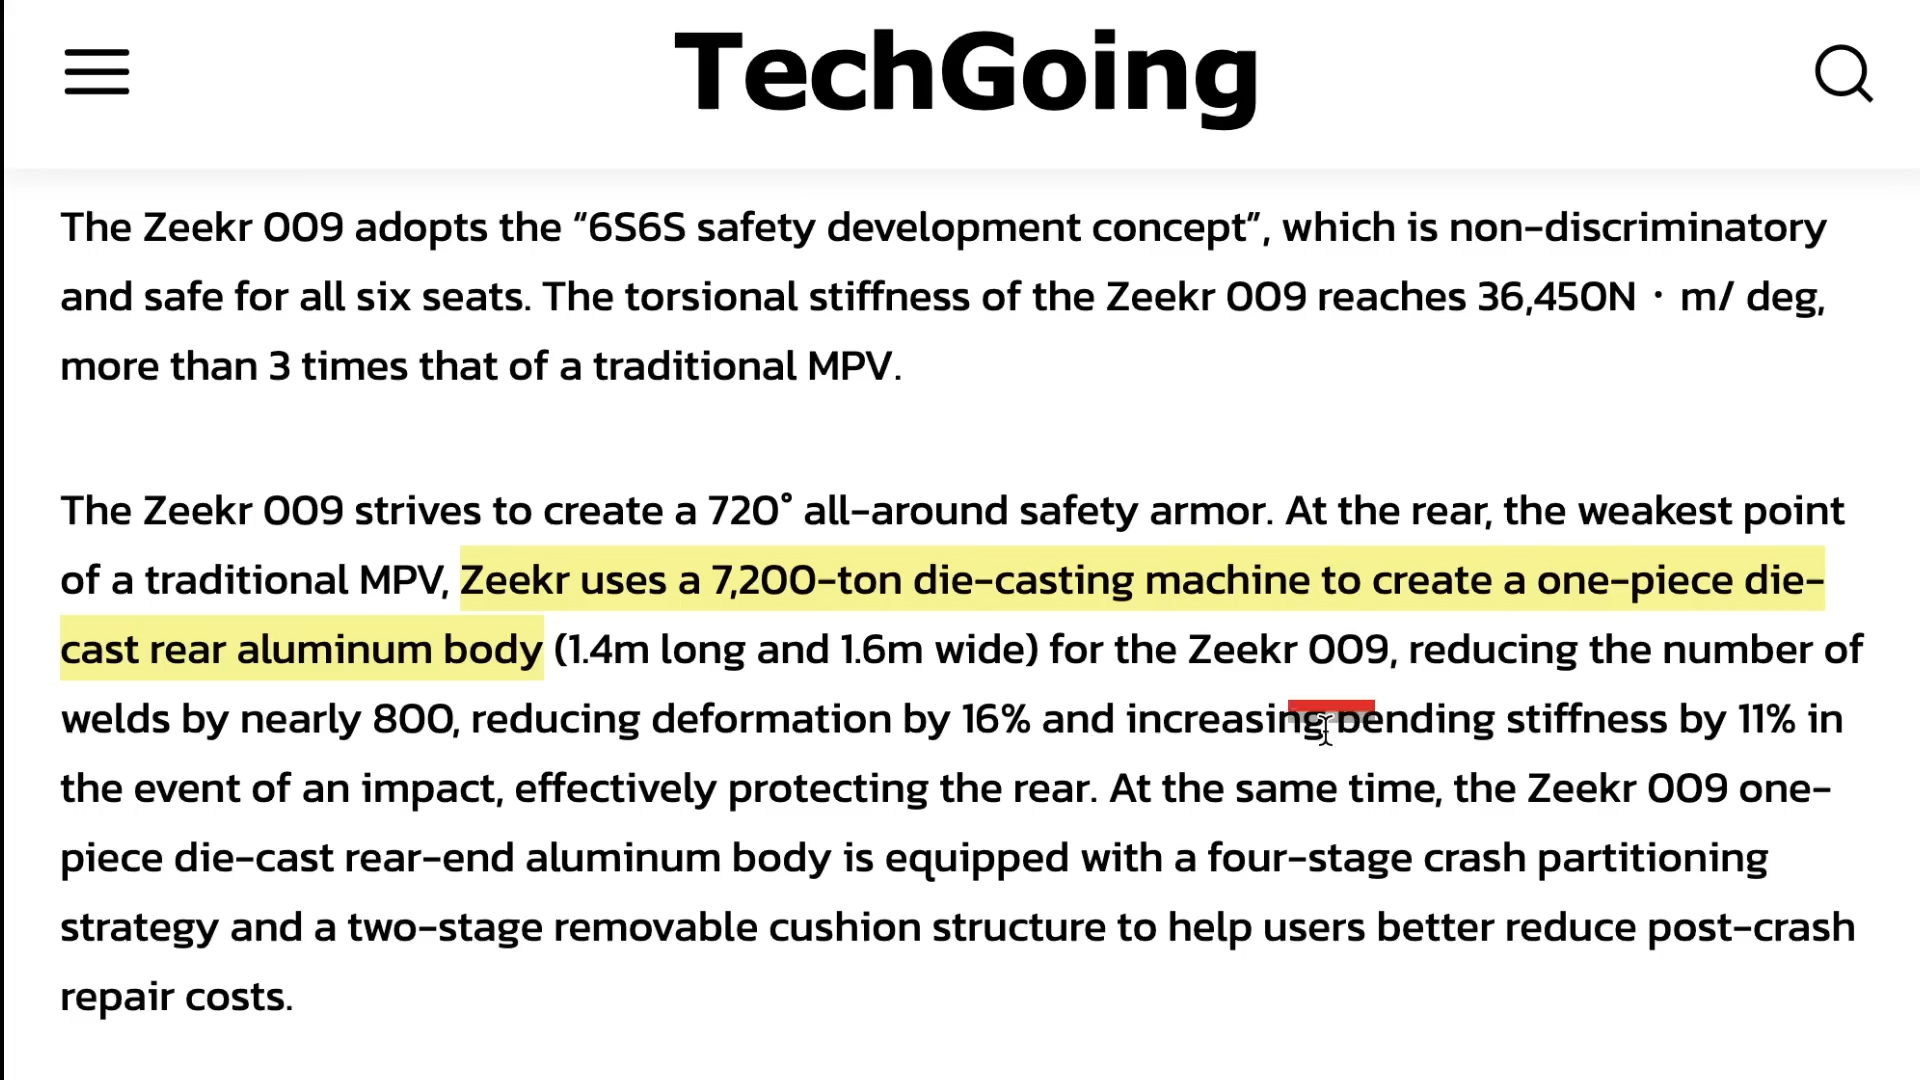 TechGoing
The Zeekr 009 adopts the “6S6S safety development concept”, which is non-discriminatory
and safe for all six seats. The torsional stiffness of the Zeekr 009 reaches 36,450N · m/ deg,
more than 3 times that of a traditional MPV.
The Zeekr 009 strives to create a 720° all-around safety armor. At the rear, the weakest point
of a traditional MPV, Zeekr uses a 7,200-ton die-casting machine to create a one-piece die-
cast rear aluminum body (1.4m long and 1.6m wide) for the Zeekr 009, reducing the number of
welds by nearly 800, reducing deformation by 16% and increasing bending stiffness by 11% in
the event of an impact, effectively protecting the rear. At the same time, the Zeekr 009 one-
piece die-cast rear-end aluminum body is equipped with a four-stage crash partitioning
strategy and a two-stage removable cushion structure to help users better reduce post-crash
repair costs.